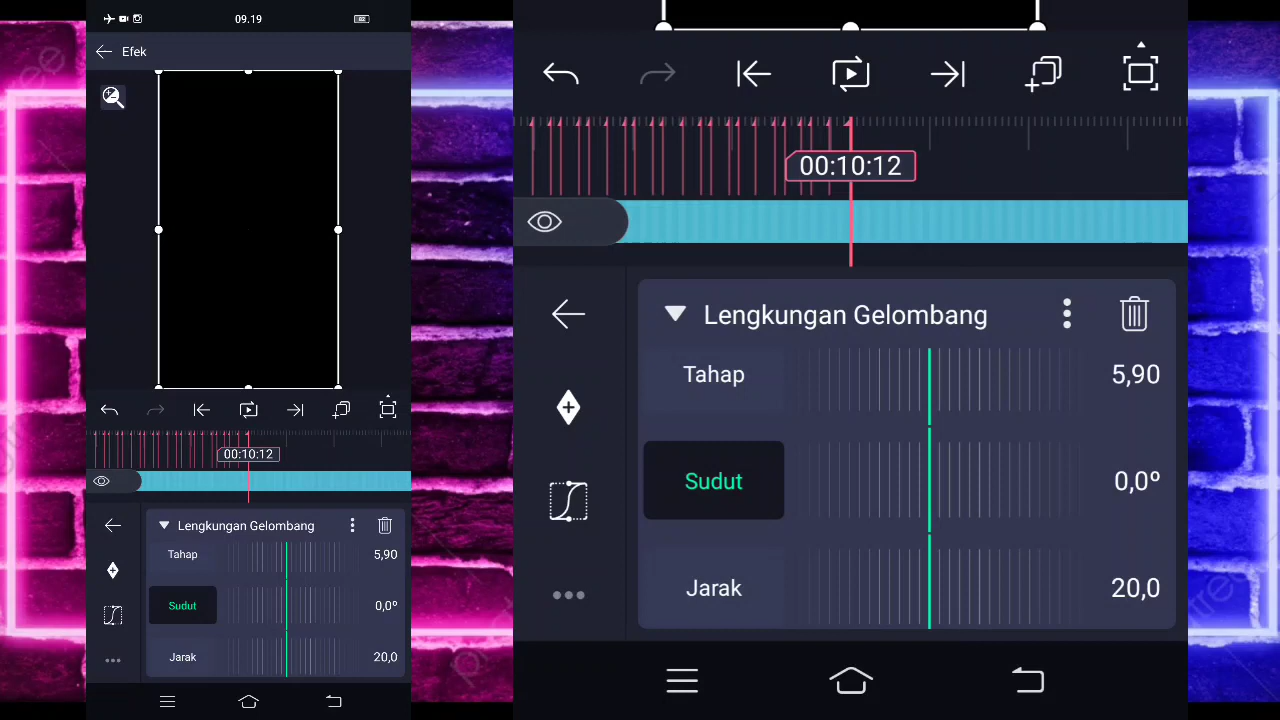 09.19
Efek
00:10:12
Lengkungan Gelombang
Tahap 5,90
Sudut 0,0º
Jarak 20,0
00:10:12
Lengkungan Gelombang
Tahap 5,90
Sudut 0,0º
Jarak 20,0